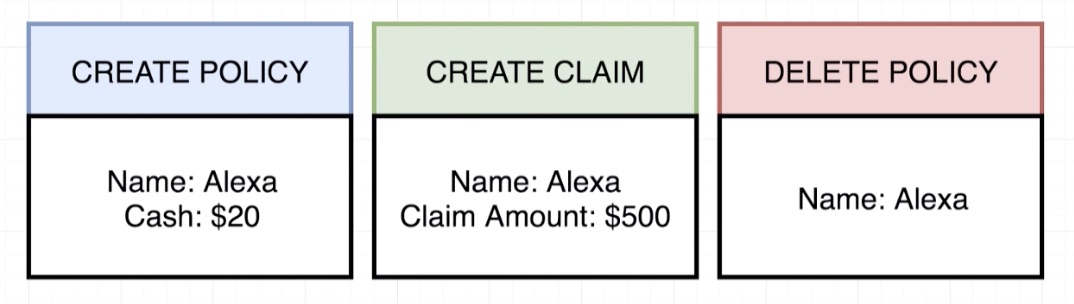 CREATE POLICY
Name: Alexa
Cash: $20
CREATE CLAIM
Name: Alexa
Claim Amount: $500
DELETE POLICY
Name: Alexa